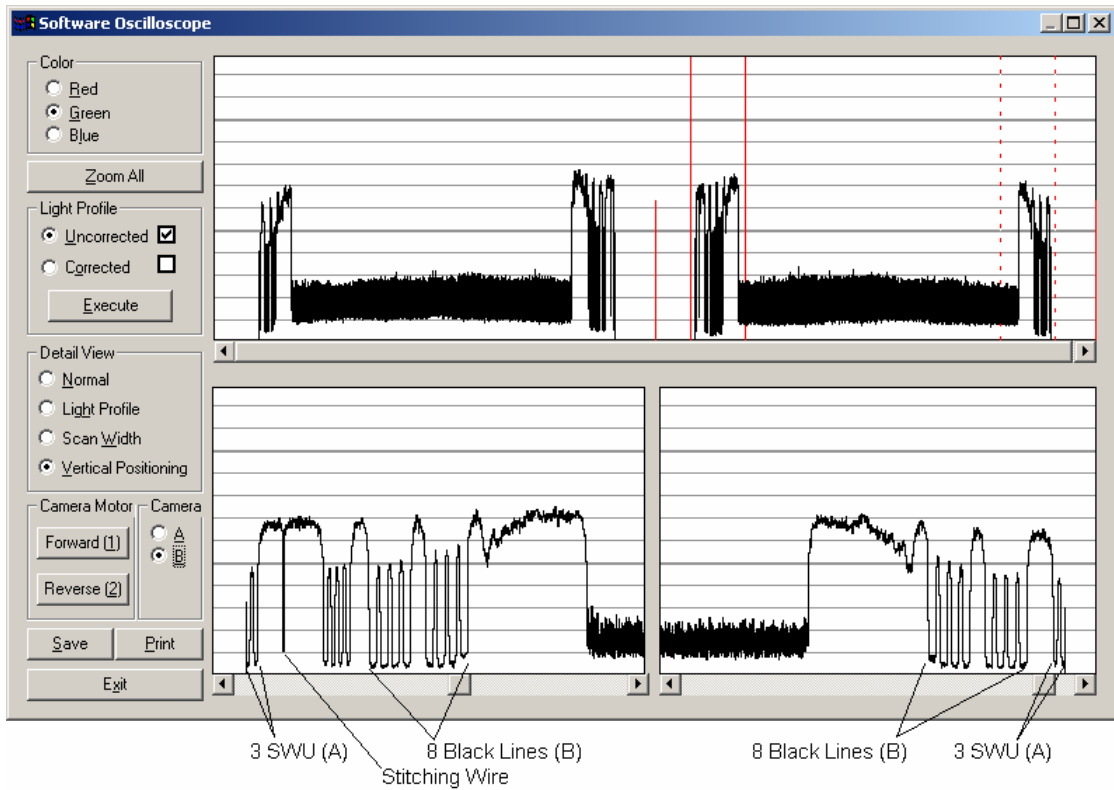 Software Oscilloscope
Color
Red
Green
Blue
Zoom All
Light Profile
Uncorrected
Corrected
Execute
Detail View
Normal
Light Profile
Scan Width
Vertical Positioning
Camera Motor
Forward (1)
Reverse (2)
Camera
A
B
Save
Print
Exit
3 SWU (A)
Stitching Wire
8 Black Lines (B)
8 Black Lines (B)
3 SWU (A)